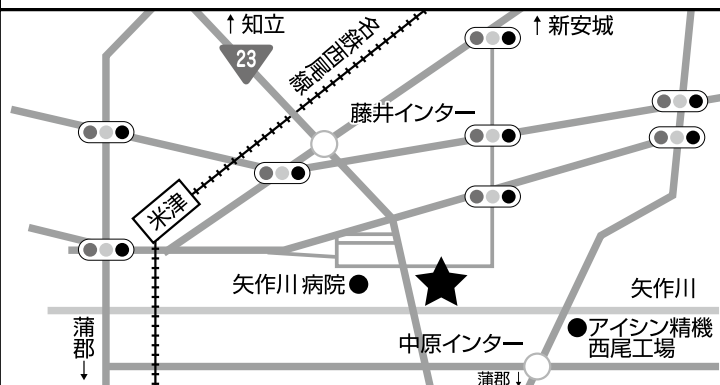 ↑知立
↑新安城
23
名鉄西尾線
藤井インター
米津
矢作川病院
矢作川
アイシン精機
西尾工場
中原インター
蒲郡↓
蒲郡↓